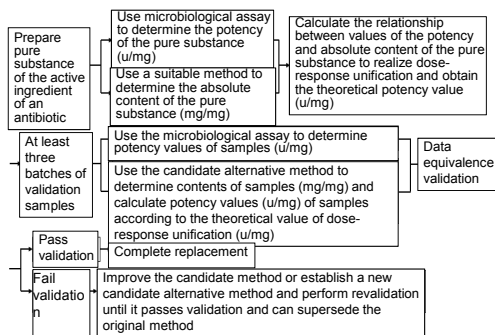 Prepare
pure
substance
of the active
ingredient
of an
antibiotic
Use microbiological assay
to determine the potency
of the pure substance
(u/mg)
Use a suitable method to
determine the absolute
content of the pure
substance (mg/mg)
Calculate the relationship
between values of the potency
and absolute content of the pure
substance to realize dose-
response unification and obtain
the theoretical potency value
(u/mg)
At least
three
batches of
validation
samples
Use the microbiological assay to determine
potency values of samples (u/mg)
Use the candidate alternative method to
determine contents of samples (mg/mg) and
calculate potency values (u/mg) of samples
according to the theoretical value of dose-
response unification (u/mg)
Data
equivalence
validation
Pass
validation
Complete replacement
Fail
validatio
n
Improve the candidate method or establish a new
candidate alternative method and perform revalidation
until it passes validation and can supersede the
original method